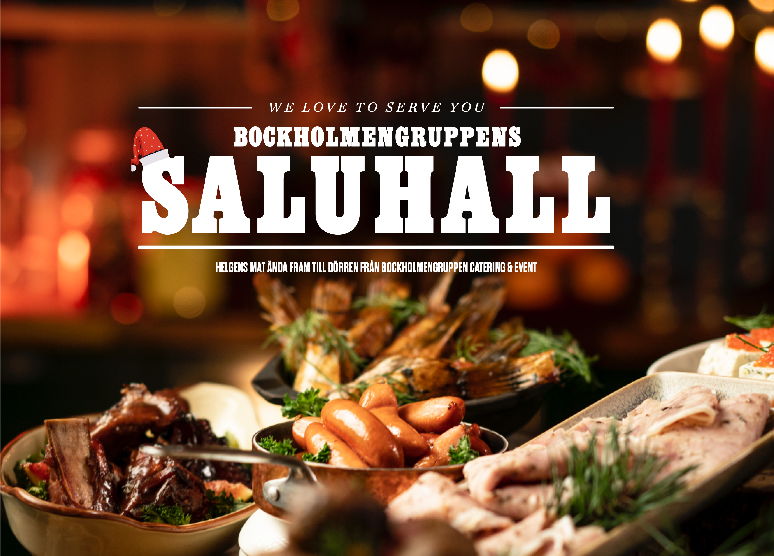 WE LOVE TO SERVE YOU
BOCKHOLMENGRUPPENS
SALUHALL
HELGENS MAT ÄNDA FRAM TILL DÖRREN FRÅN BOCKHOLMENGRUPPEN CATERING & EVENT